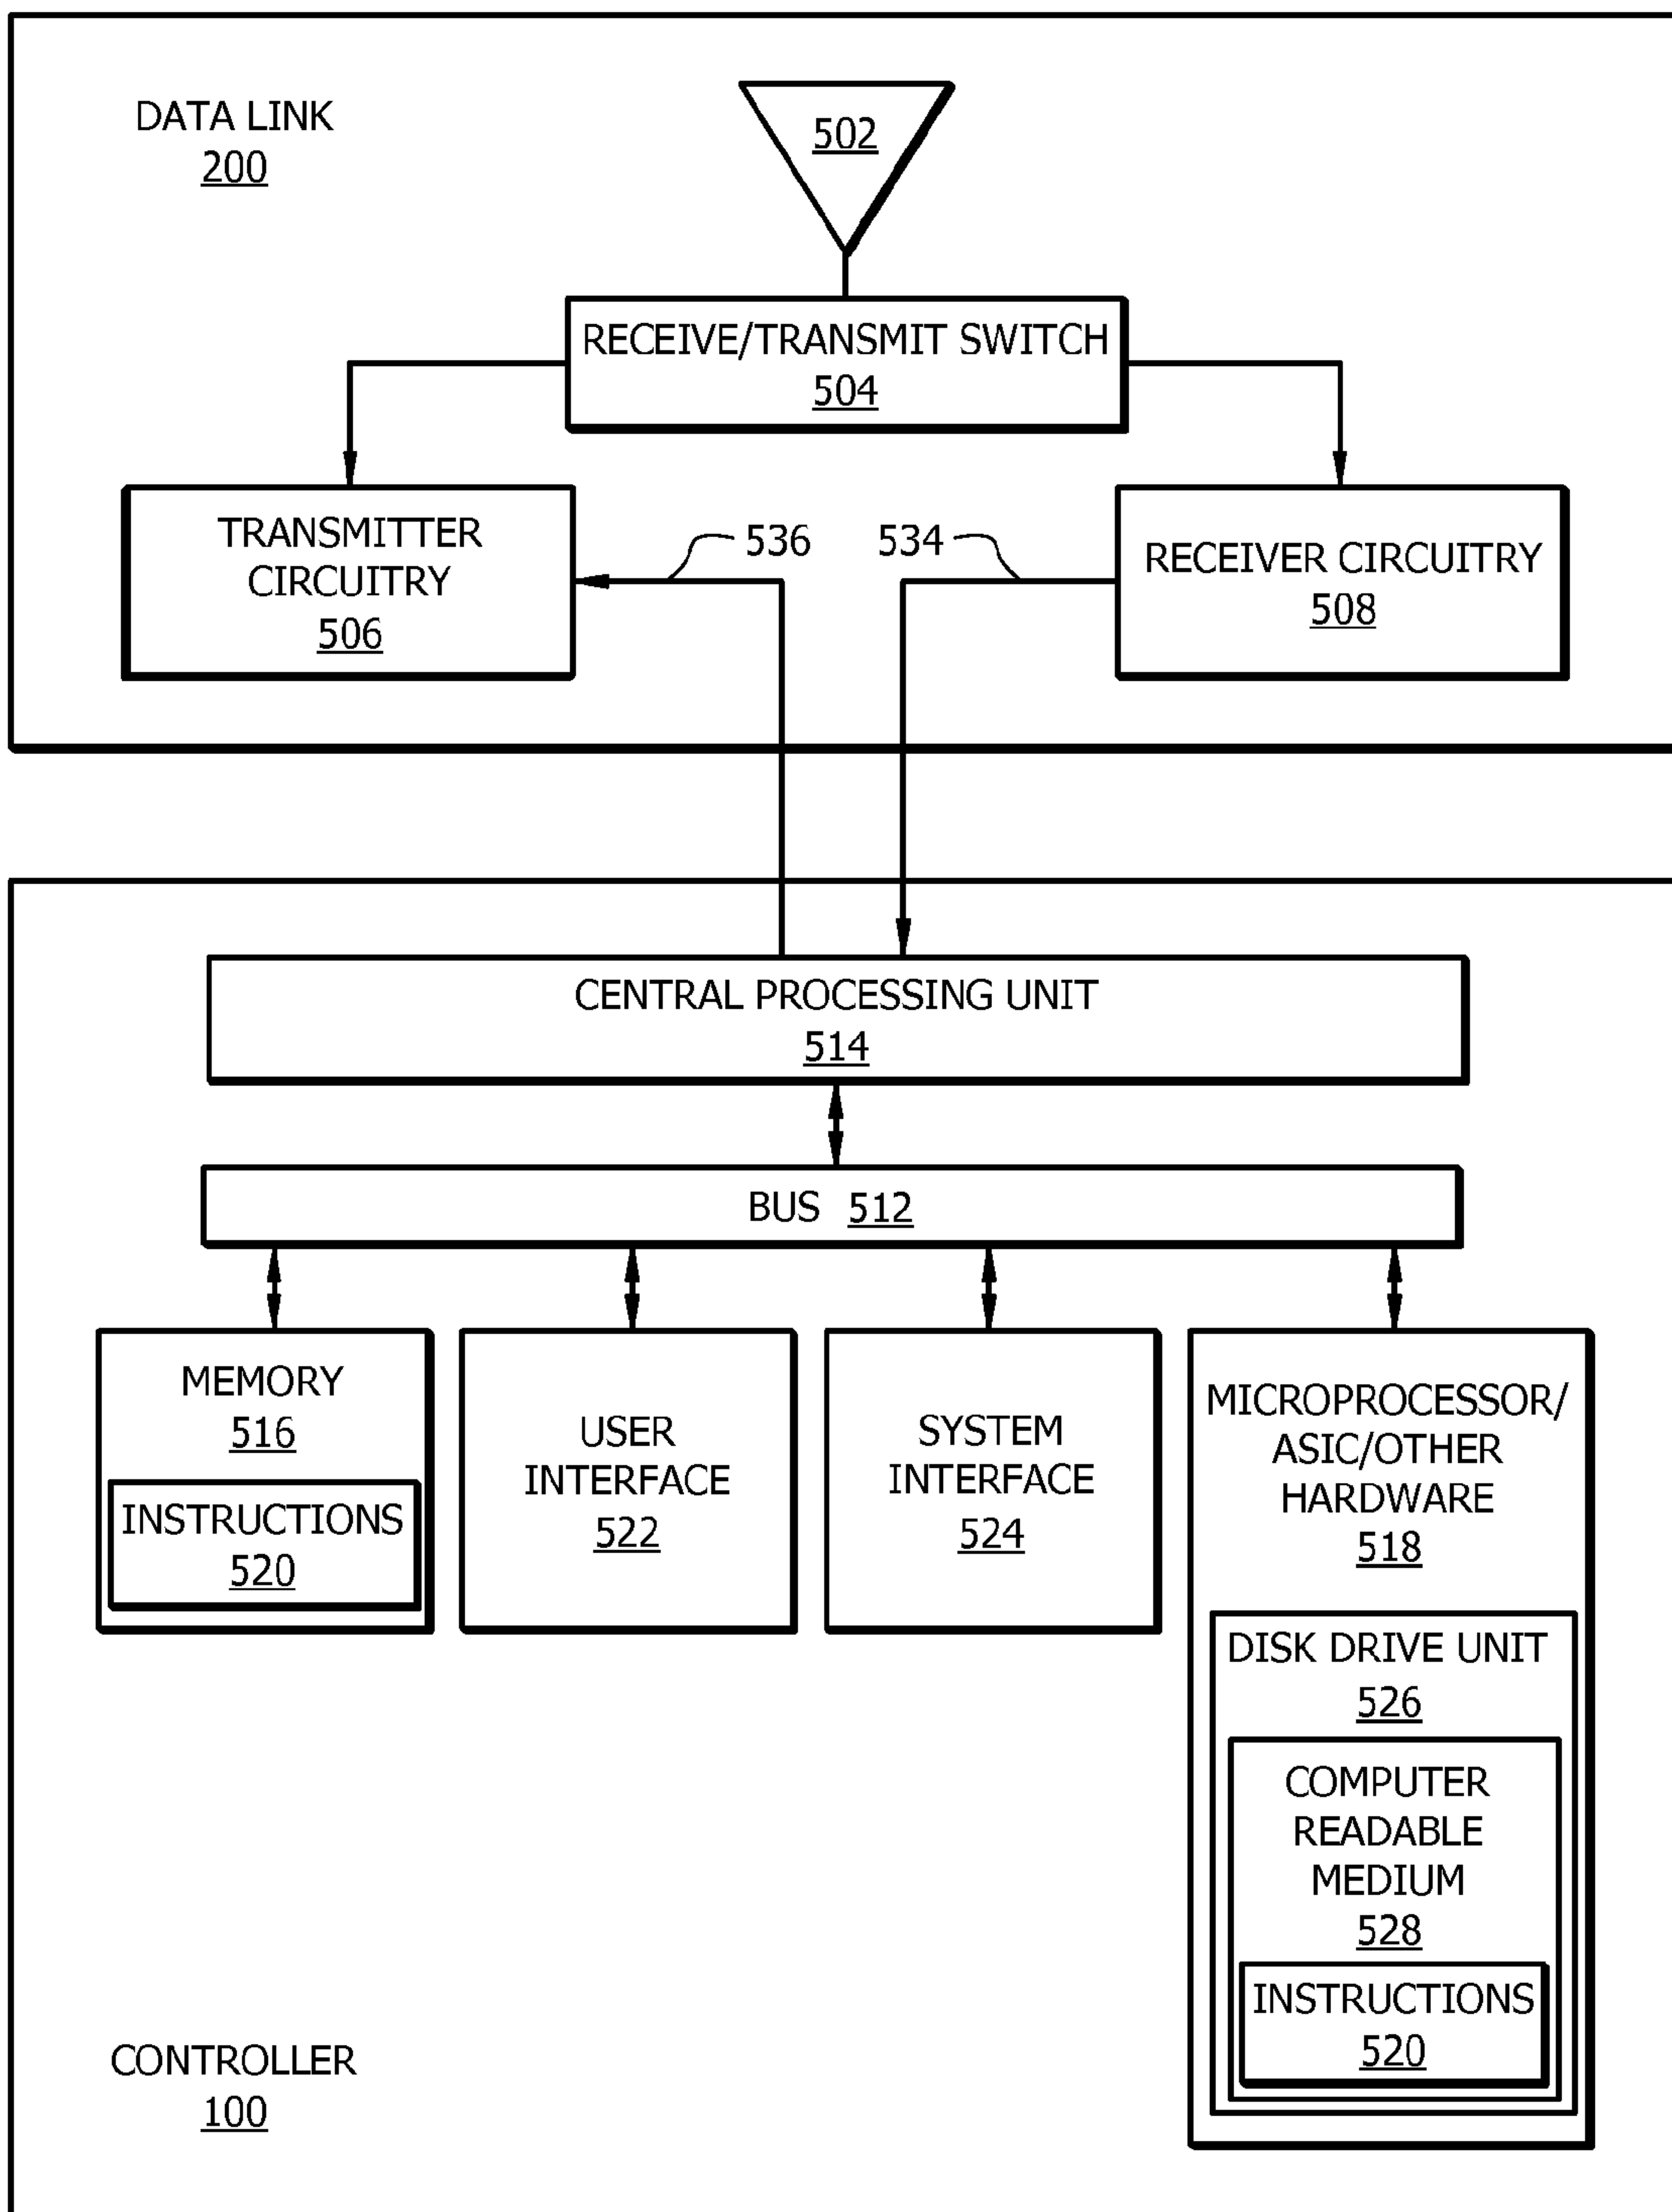 DATA LINK
200
502
RECEIVE/TRANSMIT SWITCH
504
TRANSMITTER
CIRCUITRY
506
536
534
RECEIVER CIRCUITRY
508
CENTRAL PROCESSING UNIT
514
BUS 512
MEMORY
516
INSTRUCTIONS
520
USER
INTERFACE
522
SYSTEM
INTERFACE
524
MICROPROCESSOR/
ASIC/OTHER
HARDWARE
518
DISK DRIVE UNIT
526
COMPUTER
READABLE
MEDIUM
528
INSTRUCTIONS
520
CONTROLLER
100